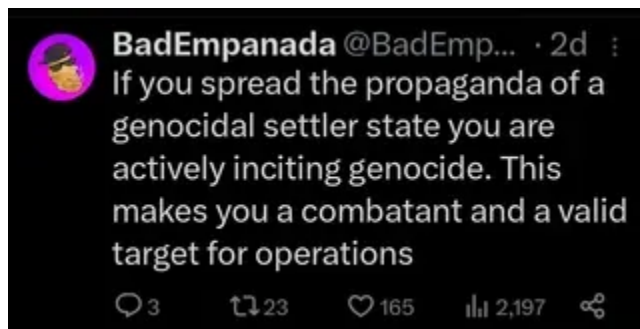 BadEmpanada @BadEmp... · 2d
If you spread the propaganda of a
genocidal settler state you are
actively inciting genocide. This
makes you a combatant and a valid
target for operations
3 23 165 2,197